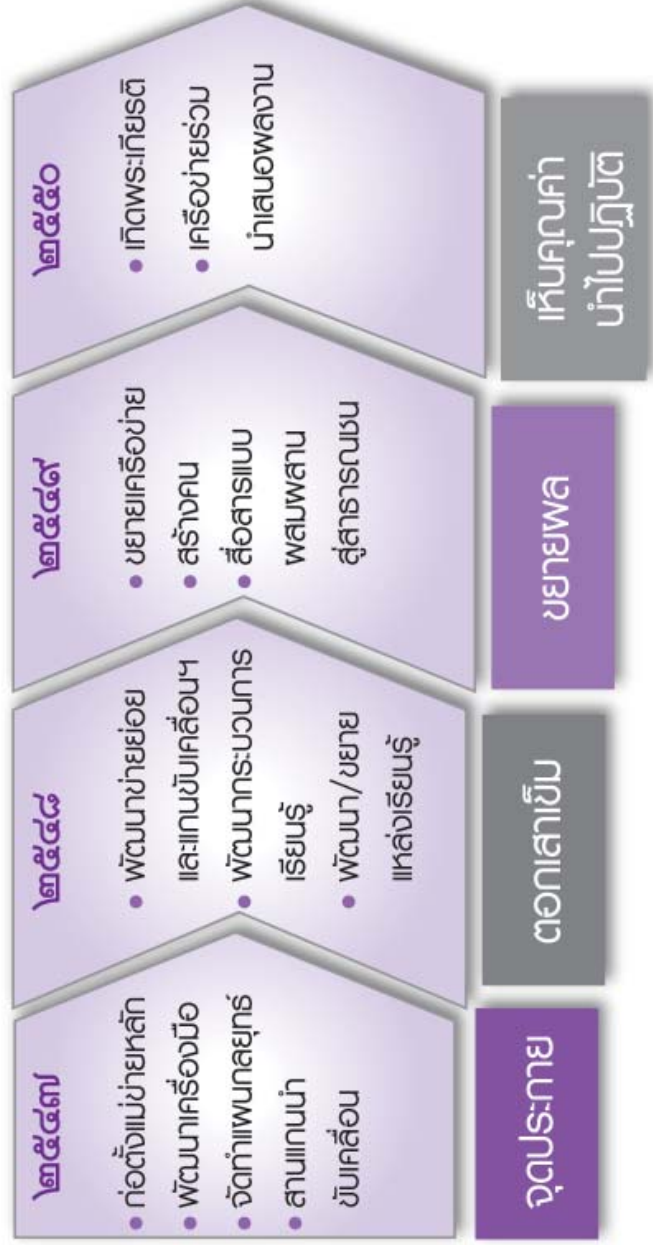 ๒๕๔๗
• ก่อตั้งแม่ข่ายหลัก
• พัฒนาเครื่องมือ
• จัดทำแผนกลยุทธ์
• สานแกนนำ
ขับเคลื่อน
จุดประกาย
๒๕๔๘
• พัฒนาข่ายย่อย
และแกนขับเคลื่อนฯ
• พัฒนากระบวนการ
เรียนรู้
• พัฒนา/ขยาย
แหล่งเรียนรู้
ตอกเสาเข็ม
๒๕๔๙
• ขยายเครือข่าย
• สร้างคน
• สื่อสารแบบ
ผสมผสาน
สู่สาธารณชน
ขยายผล
๒๕๕๐
• เทิดพระเกียรติ
• เครือข่ายร่วม
นำเสนอผลงาน
เห็นคุณค่า
นำไปปฏิบัติ